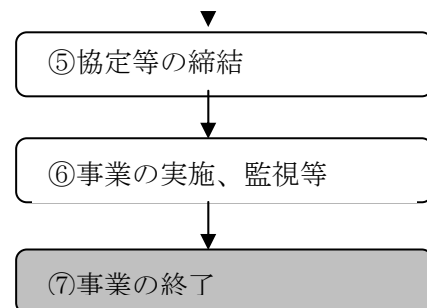 ⑤協定等の締結
⑥事業の実施、監視等
⑦事業の終了